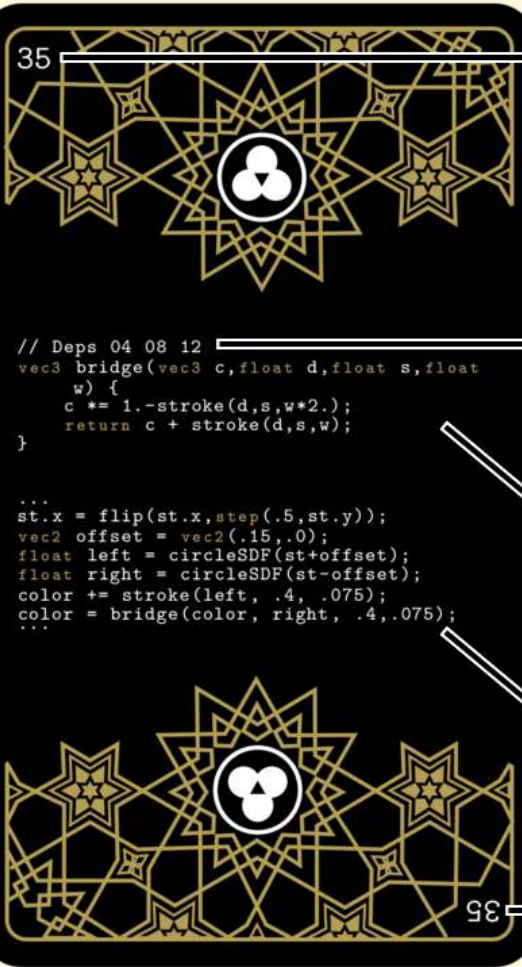 35
// Deps 04 08 12
vec3 bridge(vec3 c,float d,float s,float
w) {
c *= 1.-stroke(d,s,w*2.);
return c + stroke(d,s,w);
}
...
st.x = flip(st.x,step(.5,st.y));
vec2 offset = vec2(.15,.0);
float left = circleSDF(st+offset);
float right = circleSDF(st-offset);
color += stroke(left, .4, .075);
color = bridge(color, right, .4,.075);
...
35